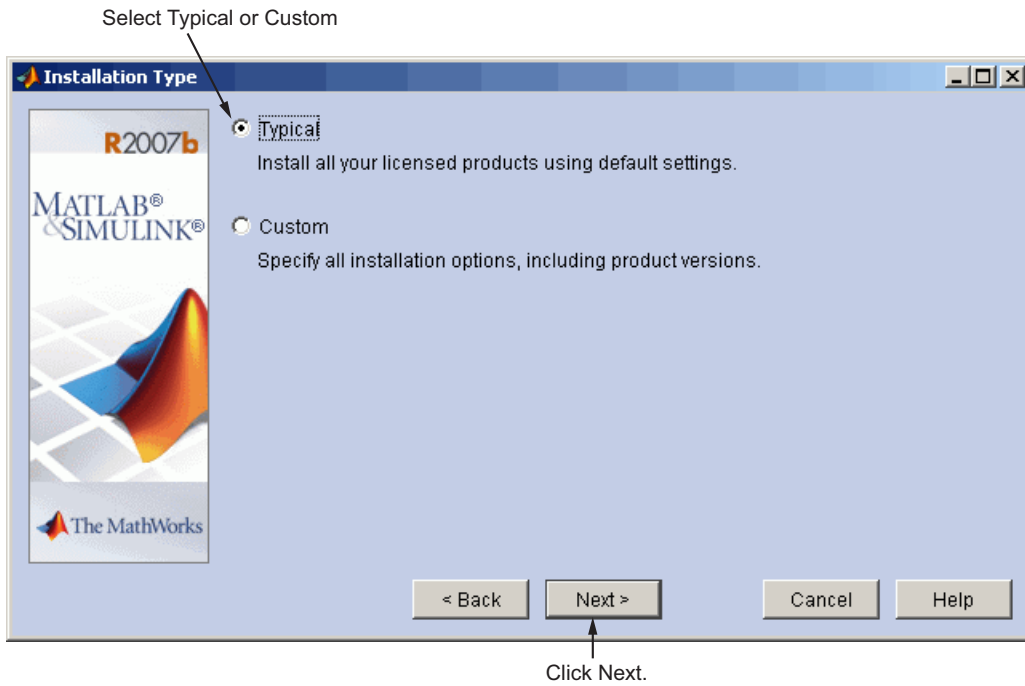 Select Typical or Custom
Installation Type
R2007b
MATLAB®
&SIMULINK®
The MathWorks
Typical
Install all your licensed products using default settings.
Custom
Specify all installation options, including product versions.
< Back
Next >
Cancel
Help
Click Next.